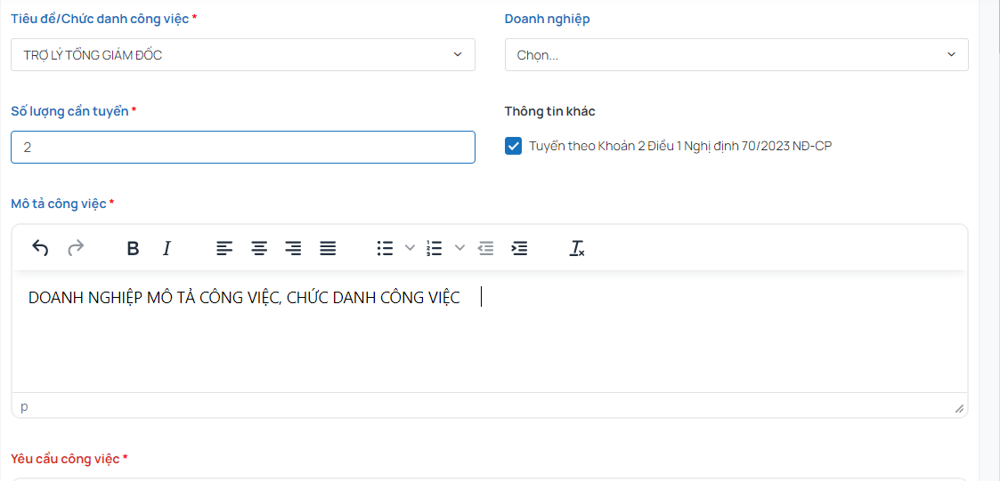 Tiêu đề/Chức danh công việc *
Doanh nghiệp
TRỢ LÝ TỔNG GIÁM ĐỐC
Chọn...
Số lượng cần tuyển *
Thông tin khác
2
Tuyển theo Khoản 2 Điều 1 Nghị định 70/2023 NĐ-CP
Mô tả công việc *
B I
DOANH NGHIỆP MÔ TẢ CÔNG VIỆC, CHỨC DANH CÔNG VIỆC
p
Yêu cầu công việc *